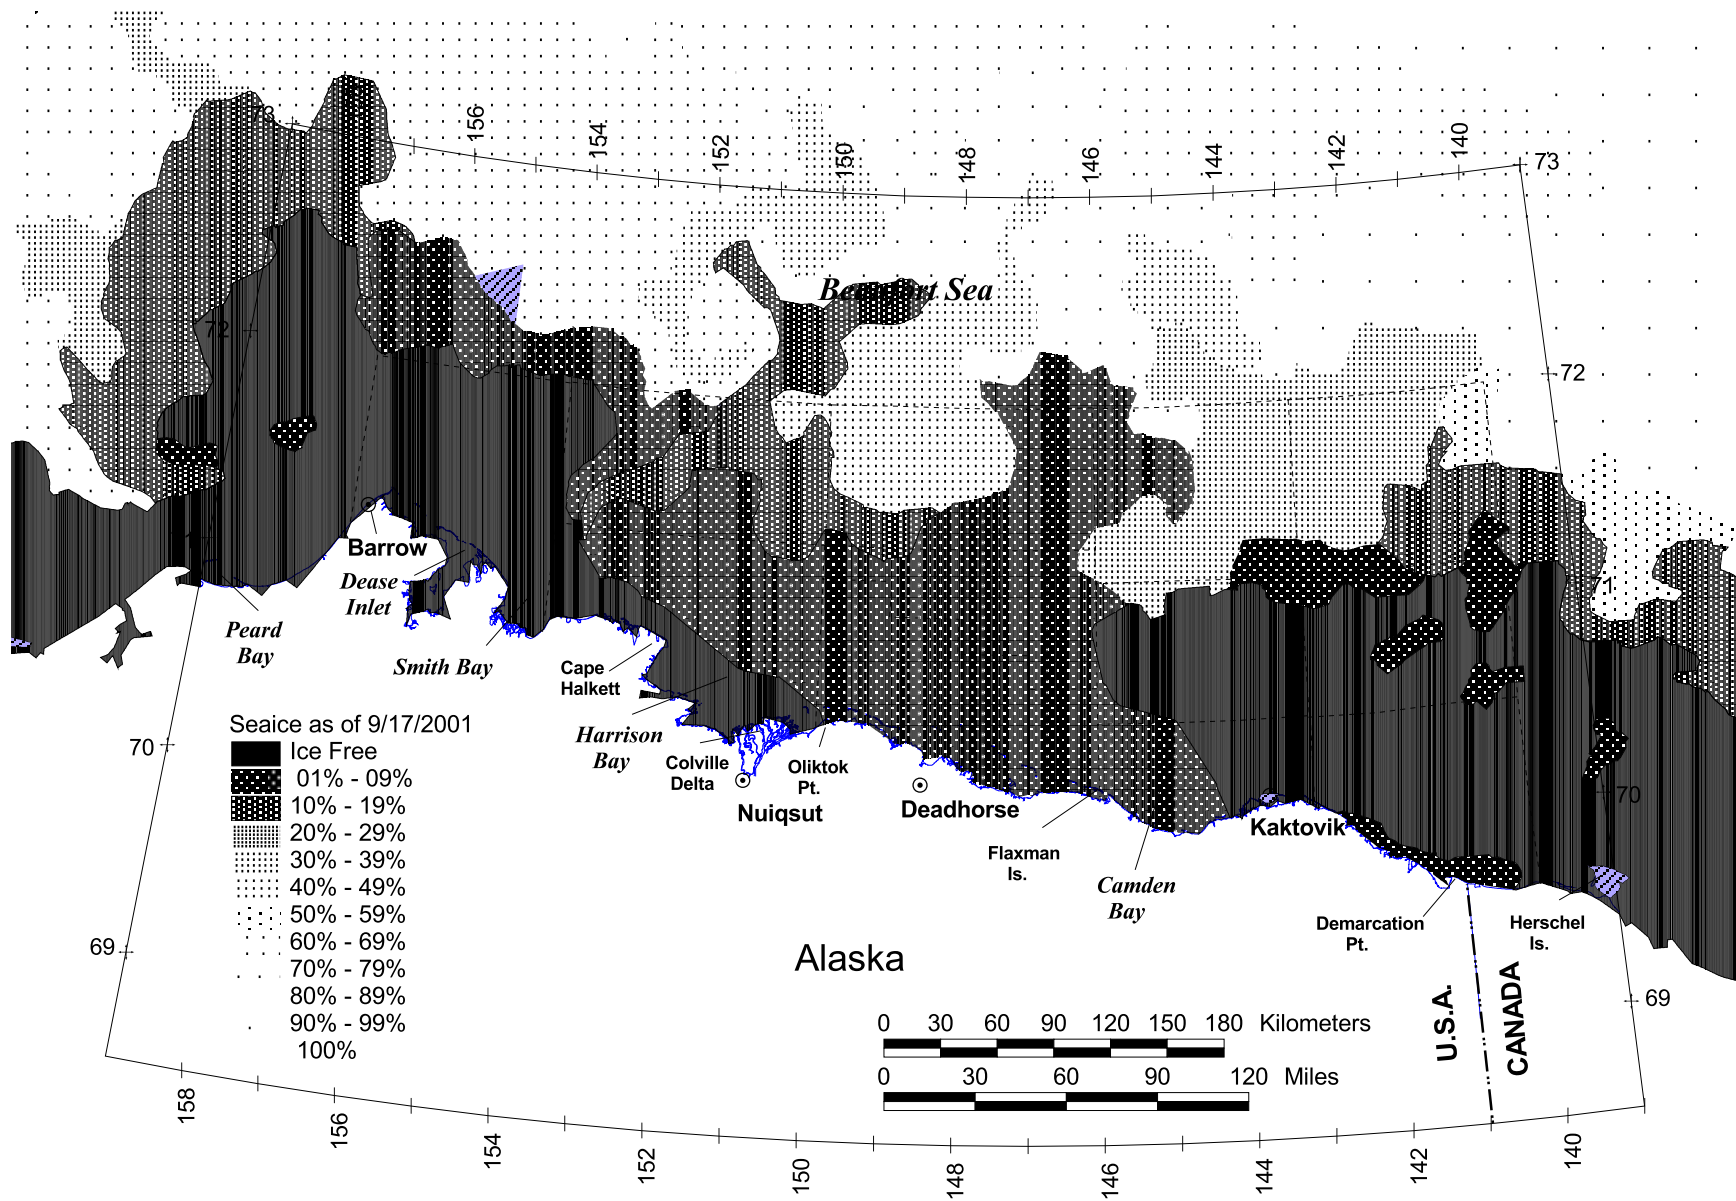 156
154
152
150
148
146
144
142
140
73
73
Beaufort Sea
72
72
71
71
Barrow
Dease
Inlet
Peard
Bay
Smith Bay
Cape
Halkett
Harrison
Bay
Colville
Delta
Oliktok
Pt.
Nuiqsut
Deadhorse
Flaxman
Is.
Camden
Bay
Kaktovik
Demarcation
Pt.
Herschel
Is.
70
70
69
69
Seaice as of 9/17/2001
Ice Free
01% - 09%
10% - 19%
20% - 29%
30% - 39%
40% - 49%
50% - 59%
60% - 69%
70% - 79%
80% - 89%
90% - 99%
100%
Alaska
U.S.A.
CANADA
0 30 60 90 120 150 180 Kilometers
0 30 60 90 120 Miles
158
156
154
152
150
148
146
144
142
140